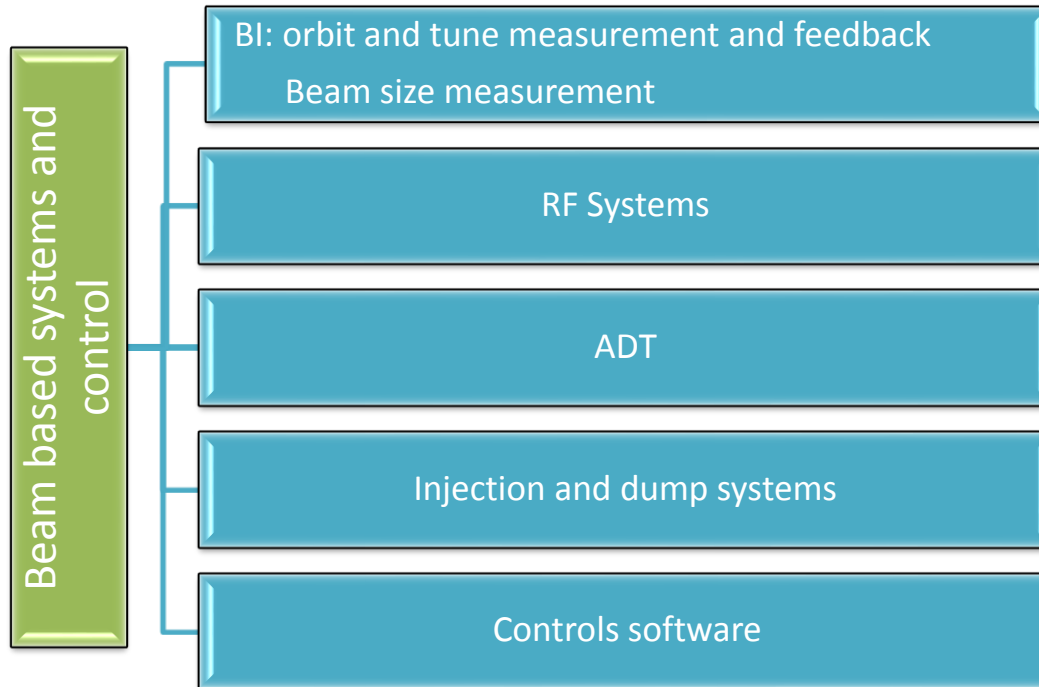 Beam based systems and
control
BI: orbit and tune measurement and feedback
Beam size measurement
RF Systems
ADT
Injection and dump systems
Controls software